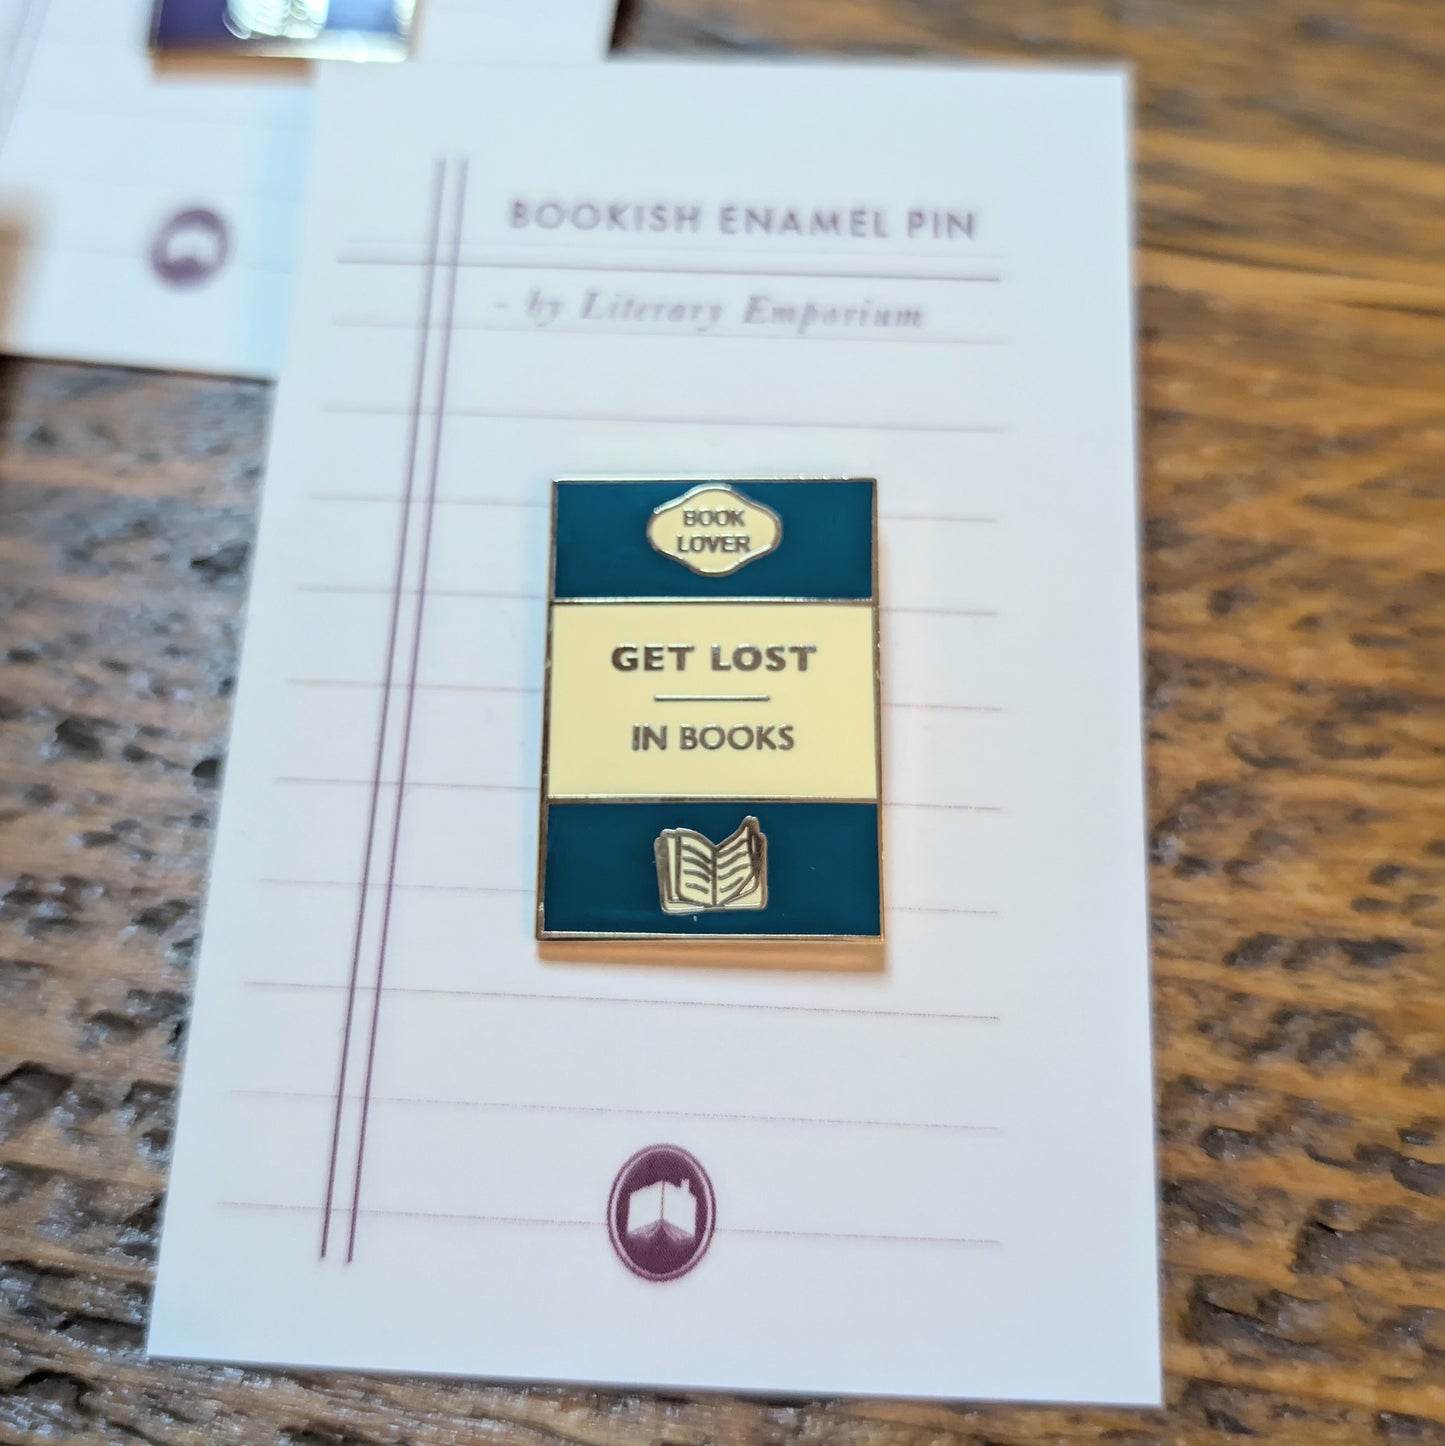 BOOKISH ENAMEL PIN
- by Literary Emporium
BOOK
LOVER
GET LOST
IN BOOKS